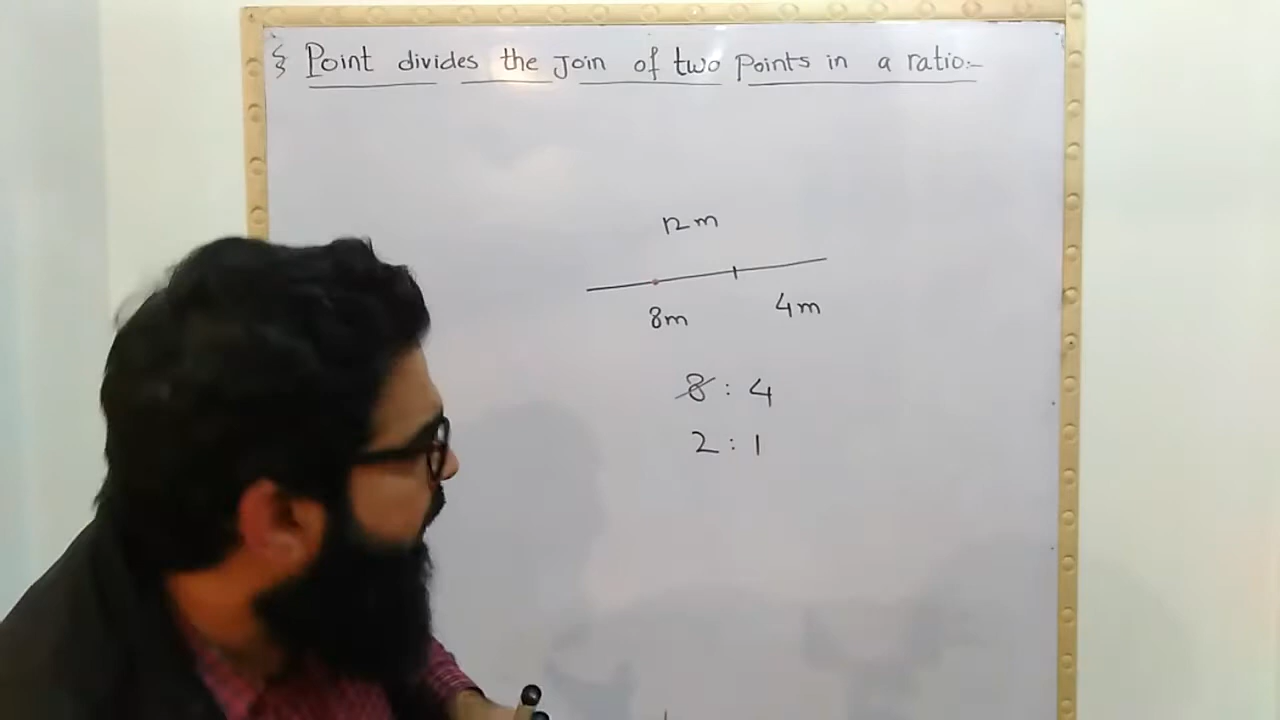 § Point divides the Join of two Points in a ratio:-
12m
8m 4m
8 : 4
2 : 1